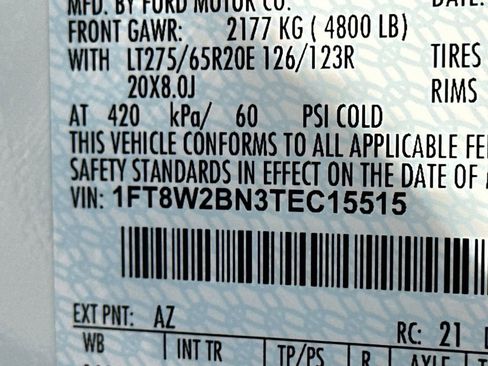 MFD. BY FORD MOTOR CO. DATE:
FRONT GAWR: 2177 KG ( 4800 LB)
WITH LT275/65R20E 126/123R TIRES
20X8.0J RIMS
AT 420 kPa/ 60 PSI COLD
THIS VEHICLE CONFORMS TO ALL APPLICABLE FE
SAFETY STANDARDS IN EFFECT ON THE DATE OF
VIN: 1FT8W2BN3TEC15515
EXT PNT: AZ RC: 21
WB INT TR TP/PS R AXLE